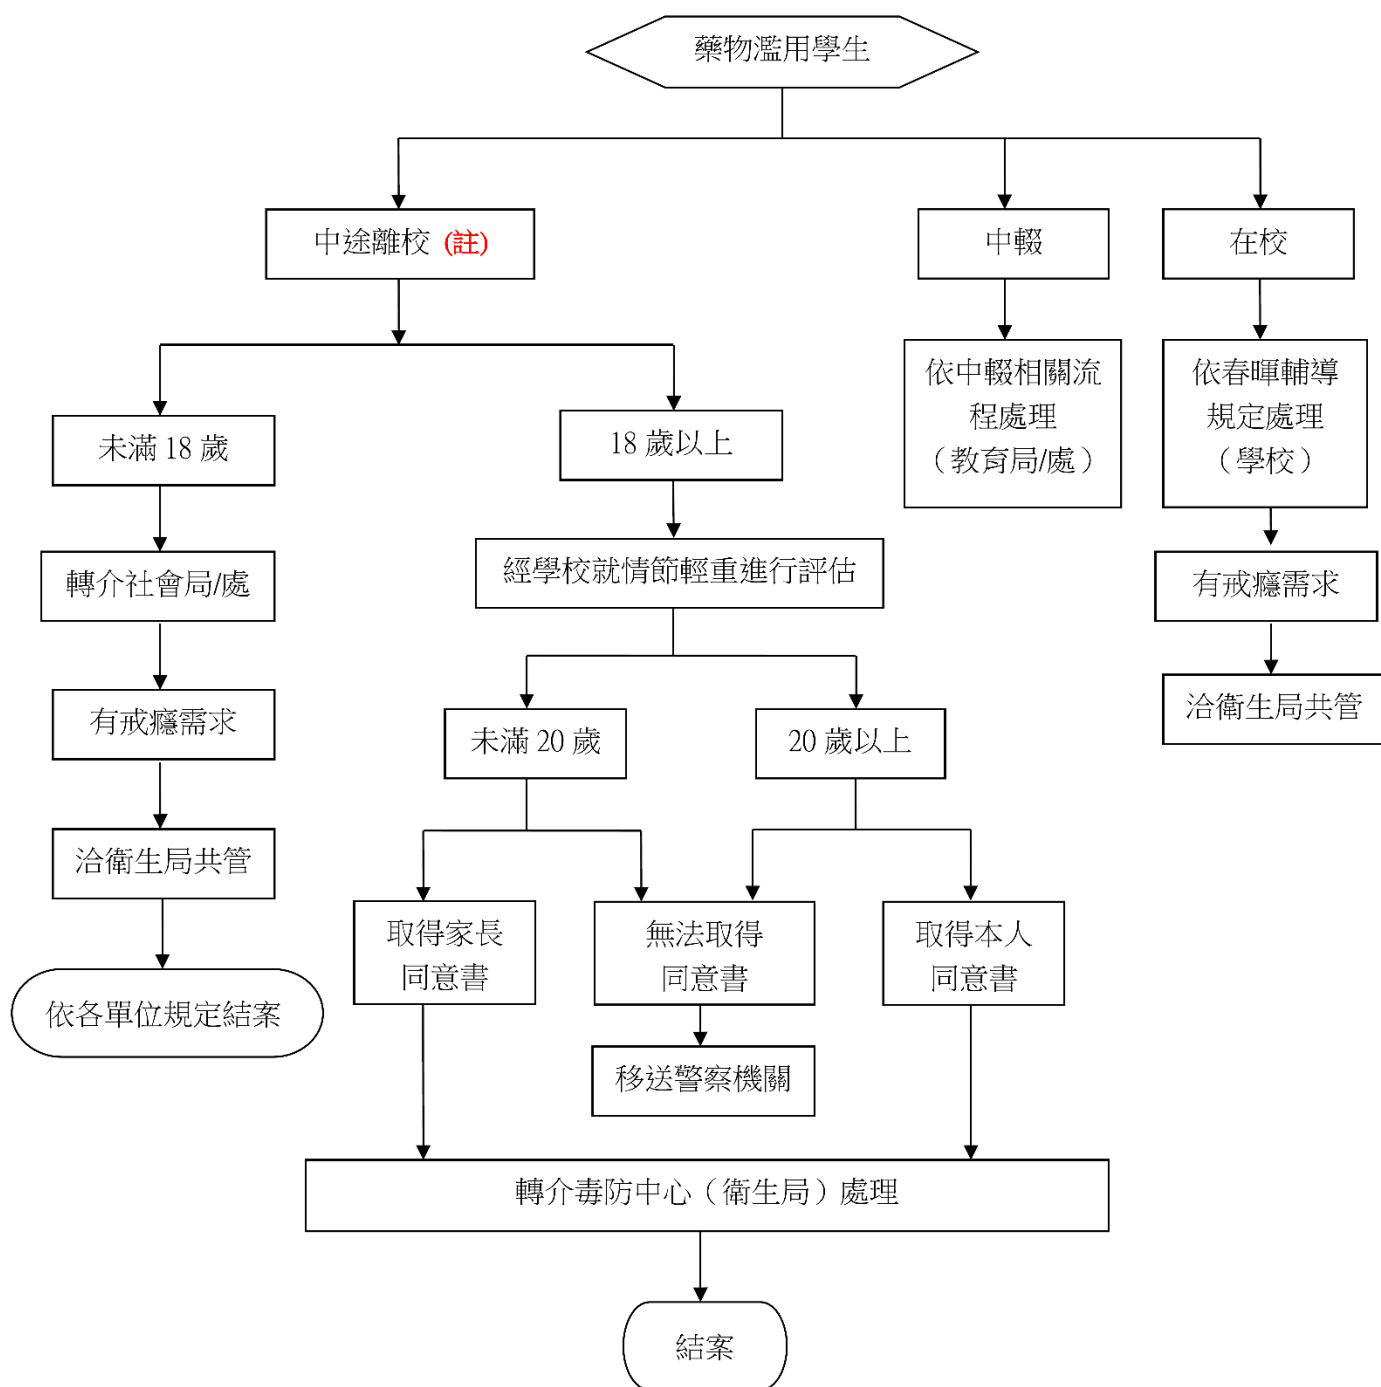 藥物濫用學生
中途離校 (註)
中輟
在校
依中輟相關流
程處理
（教育局/處）
依春暉輔導
規定處理
（學校）
未滿 18 歲
18 歲以上
轉介社會局/處
經學校就情節輕重進行評估
有戒癮需求
有戒癮需求
未滿 20 歲
20 歲以上
洽衛生局共管
洽衛生局共管
取得家長
同意書
無法取得
同意書
取得本人
同意書
依各單位規定結案
移送警察機關
轉介毒防中心（衛生局）處理
結案